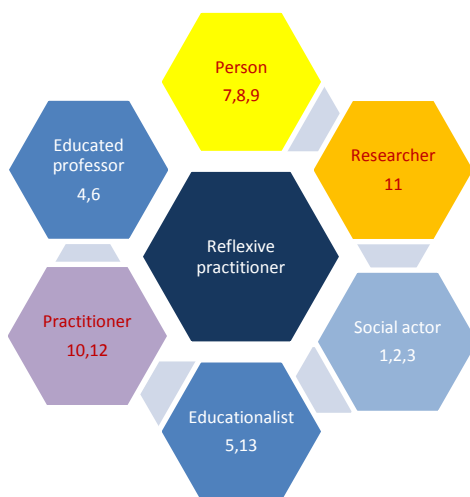 Person
7,8,9
Educated
professor
4,6
Researcher
11
Reflexive
practitioner
Practitioner
10,12
Social actor
1,2,3
Educationalist
5,13